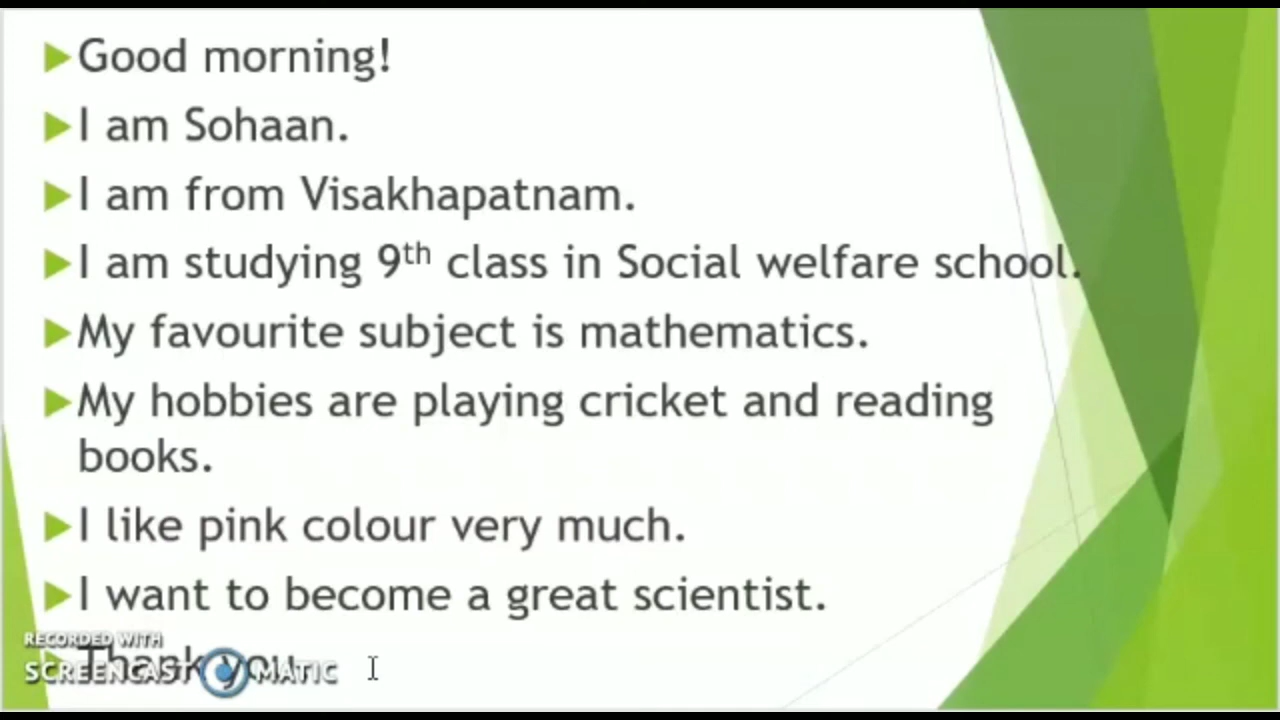 Good morning!
I am Sohaan.
I am from Visakhapatnam.
I am studying 9th class in Social welfare school.
My favourite subject is mathematics.
My hobbies are playing cricket and reading
books.
I like pink colour very much.
I want to become a great scientist.
RECORDED WITH
Thank you.
SCREENCAST MATIC